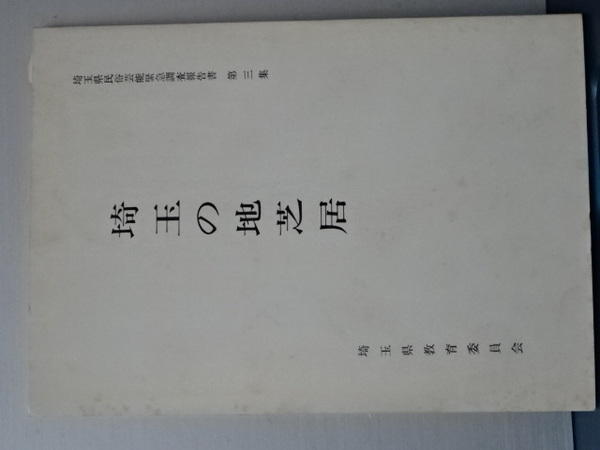 埼玉県民俗芸能緊急調査報告書 第三集
埼玉の地芝居
埼玉県教育委員会